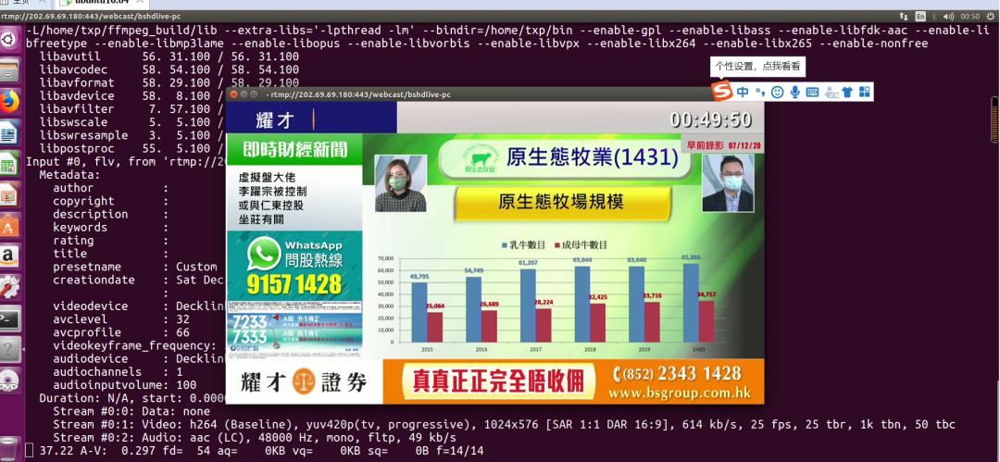 主页
ubuntu16.04
rtmp://202.69.69.180:443/webcast/bshdlive-pc
En
00:50
-L/home/txp/ffmpeg_build/lib --extra-libs='-lpthread -lm' --bindir=/home/txp/bin --enable-gpl --enable-libass --enable-libfdk-aac --enable-li
bfreetype --enable-libmp3lame --enable-libopus --enable-libvorbis --enable-libvpx --enable-libx264 --enable-libx265 --enable-nonfree
libavutil 56. 31.100 / 56. 31.100
libavcodec 58. 54.100 / 58. 54.100
libavformat 58. 29.100 / 58. 29.100
libavdevice 58. 8.100 / 5
libavfilter 7. 57.100 /
libswscale 5. 5.100 /
libswresample 3. 5.100 /
libpostproc 55. 5.100 / 5
Input #0, flv, from 'rtmp://20
Metadata:
author :
copyright :
description :
keywords :
rating :
title :
presetname : Custom
creationdate : Sat Dec
:
videodevice : Decklin
avclevel : 32
avcprofile : 66
videokeyframe_frequency:
audiodevice : Decklin
audiochannels : 1
audioinputvolume: 100
Duration: N/A, start: 0.000
Stream #0:0: Data: none
Stream #0:1: Video: h264 (Baseline), yuv420p(tv, progressive), 1024x576 [SAR 1:1 DAR 16:9], 614 kb/s, 25 fps, 25 tbr, 1k tbn, 50 tbc
Stream #0:2: Audio: aac (LC), 48000 Hz, mono, fltp, 49 kb/s
37.22 A-V: 0.297 fd= 54 aq= 0KB vq= 0KB sq= 0B f=14/14
个性设置，点我看看
S
中
- rtmp://202.69.69.180:443/webcast/bshdlive-pc
耀才
00:49:50
即時財經新聞
虛擬盤大佬
李躍宗被控制
或與仁東控股
坐莊有關
WhatsApp
問股熱線
9157 1428
7233
7333
早前錄影 07/12/20
原生態牧業(1431)
原生態牧場規模
乳牛數目
成母牛數目
70,000
60,000
50,000
40,000
30,000
20,000
10,000
0
49,795
54,749
61,207
63,644
63,640
65,886
25,064
26,689
28,224
32,425
33,716
34,757
2015
2016
2017
2018
2019
1H20
耀才
證券
真真正正完全唔收佣
(852) 2343 1428
www.bsgroup.com.hk